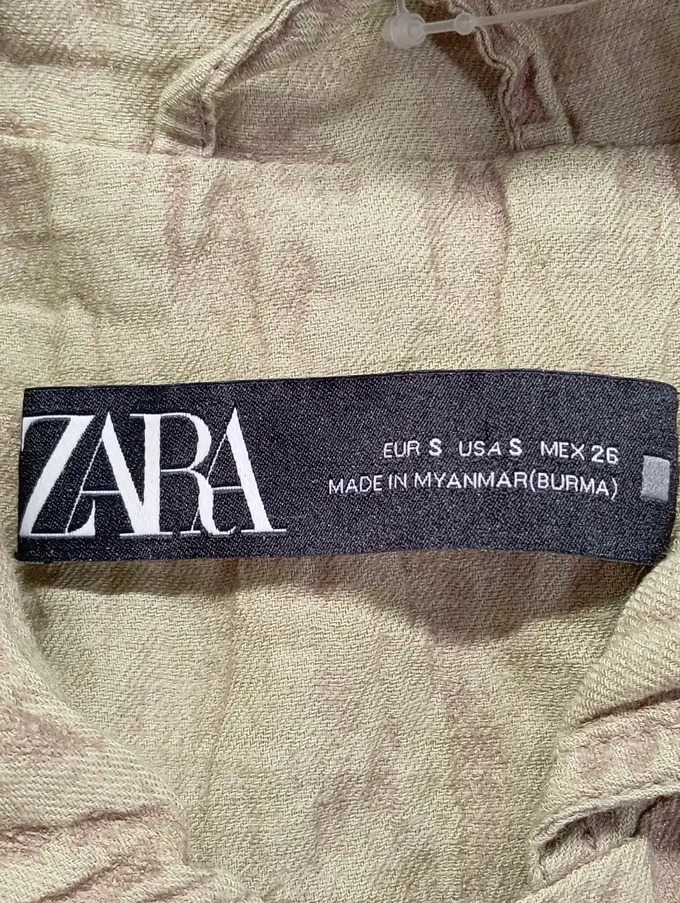 ZARA
EUR S USA S MEX 26
MADE IN MYANMAR(BURMA)